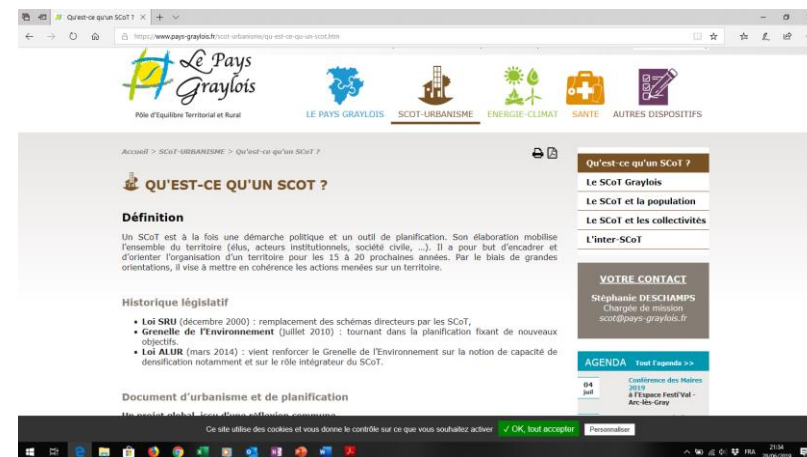 Qu'est-ce qu'un SCoT ?
https://www.pays-graylois.fr/scot-urbanisme/qu-est-ce-qu-un-scot.htm
Le Pays
Graylois
Pôle d'Équilibre Territorial et Rural
LE PAYS GRAYLOIS
SCOT-URBANISME
ENERGIE-CLIMAT
SANTE
AUTRES DISPOSITIFS
Accueil > SCoT-URBANISME > Qu'est-ce qu'un SCoT ?
QU'EST-CE QU'UN SCOT ?
Définition
Un SCoT est à la fois une démarche politique et un outil de planification. Son élaboration mobilise
l'ensemble du territoire (élus, acteurs institutionnels, société civile, ...). Il a pour but d'encadrer et
d'orienter l'organisation d'un territoire pour les 15 à 20 prochaines années. Par le biais de grandes
orientations, il vise à mettre en cohérence les actions menées sur un territoire.
Historique législatif
• Loi SRU (décembre 2000) : remplacement des schémas directeurs par les SCoT,
• Grenelle de l'Environnement (juillet 2010) : tournant dans la planification fixant de nouveaux
objectifs.
• Loi ALUR (mars 2014) : vient renforcer le Grenelle de l'Environnement sur la notion de capacité de
densification notamment et sur le rôle intégrateur du SCoT.
Document d'urbanisme et de planification
Un projet global, issu d'une réflexion commune
Qu'est-ce qu'un SCoT ?
Le SCoT Graylois
Le SCoT et la population
Le SCoT et les collectivités
L'inter-SCoT
VOTRE CONTACT
Stéphanie DESCHAMPS
Chargée de mission
scot@pays-graylois.fr
AGENDA Tout l'agenda >>
04
juil
Conférence des Maires
2019
à l'Espace Festi'Val -
Arc-lès-Gray
Ce site utilise des cookies et vous donne le contrôle sur ce que vous souhaitez activer
✓ OK, tout accepter
Personnaliser
FRA
21:34
28/06/2019